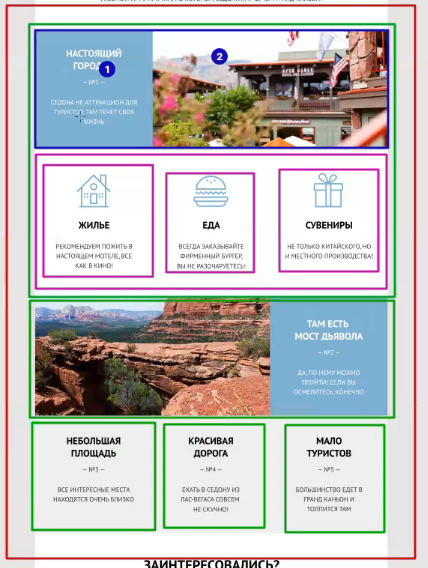 НАСТОЯЩИЙ
— №1 —
СЕДОНА НЕ АТТРАКЦИОН ДЛЯ
ТУРИСТОВ, ТАМ ТЕЧЕТ СВОЯ
ЖИЗНЬ
1
2
ЖИЛЬЕ
РЕКОМЕНДУЕМ ПОЖИТЬ В
НАСТОЯЩЕМ МОТЕЛЕ, ВСЕ
КАК В КИНО!
ЕДА
ВСЕГДА ЗАКАЗЫВАЙТЕ
ФИРМЕННЫЙ БУРГЕР,
ВЫ НЕ РАЗОЧАРУЕТЕСЬ!
СУВЕНИРЫ
НЕ ТОЛЬКО КИТАЙСКОГО, НО
И МЕСТНОГО ПРОИЗВОДСТВА!
ТАМ ЕСТЬ
МОСТ ДЬЯВОЛА
— №2 —
ДА, ПО НЕМУ МОЖНО
ПРОЙТИ! ЕСЛИ ВЫ
ОСМЕЛИТЕСЬ, КОНЕЧНО
НЕБОЛЬШАЯ
ПЛОЩАДЬ
— №3 —
ВСЕ ИНТЕРЕСНЫЕ МЕСТА
НАХОДЯТСЯ ОЧЕНЬ БЛИЗКО
КРАСИВАЯ
ДОРОГА
— №4 —
ЕХАТЬ В СЕДОНУ ИЗ
ЛАС-ВЕГАСА СОВСЕМ
НЕ СКУЧНО!
МАЛО
ТУРИСТОВ
— №5 —
БОЛЬШИНСТВО ЕДЕТ В
ГРАНД КАНЬОН И
ТОЛПИТСЯ ТАМ
ЗАИНТЕРЕСОВАЛИСЬ?